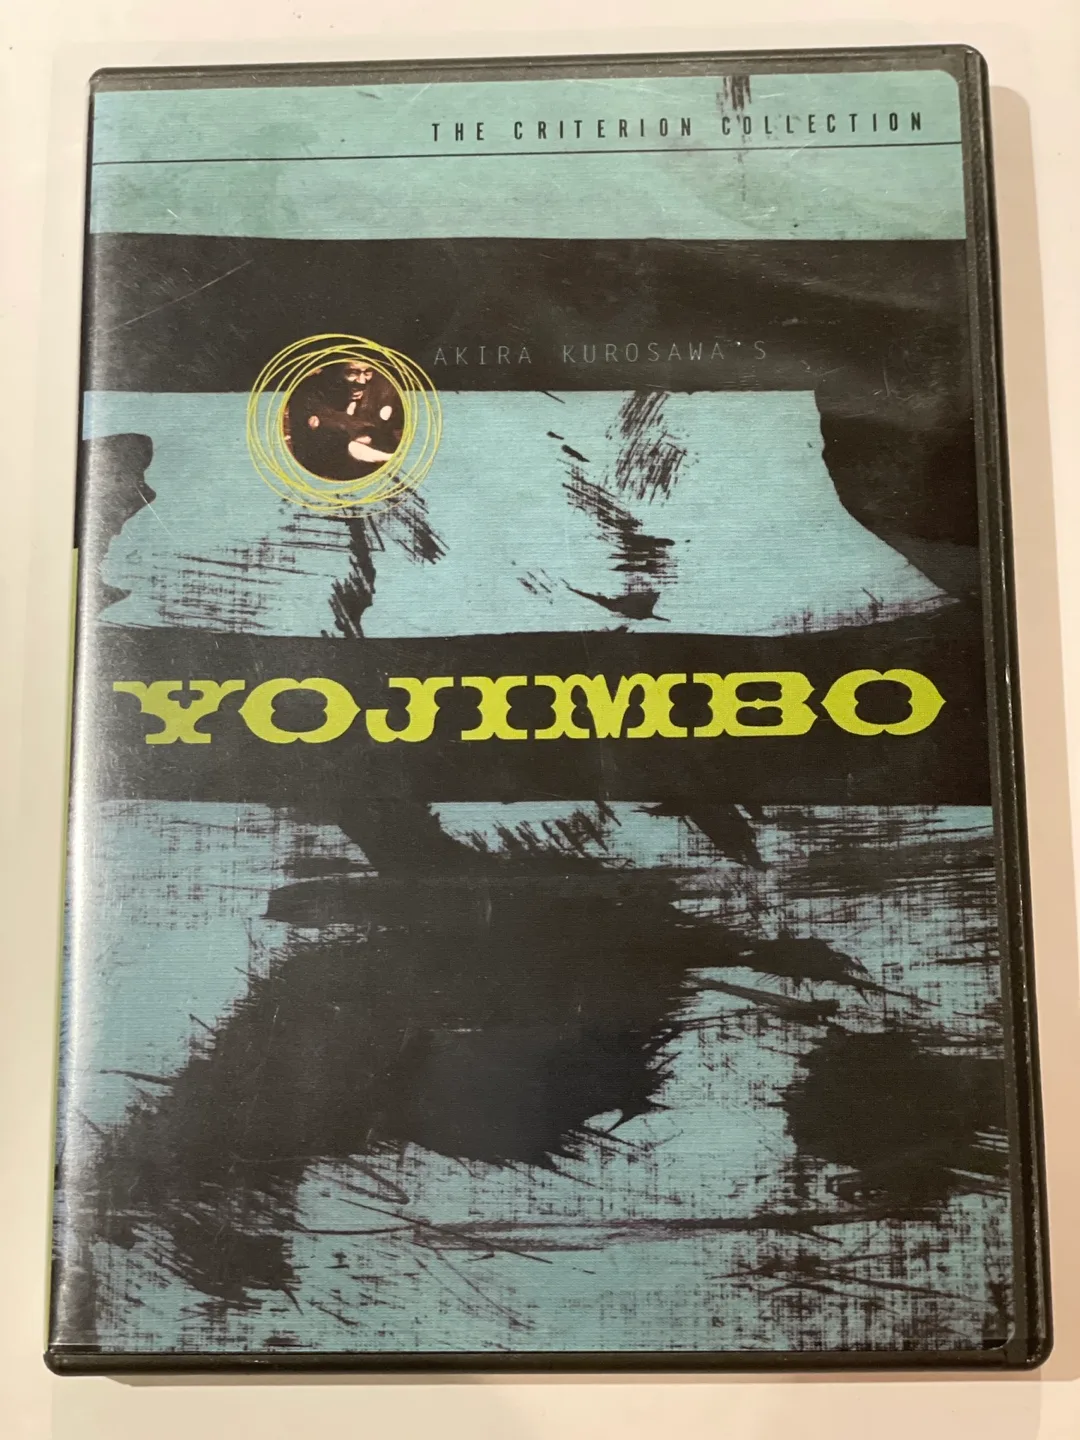 THE CRITERION COLLECTION
AKIRA KUROSAWA'S
YOJIMBO